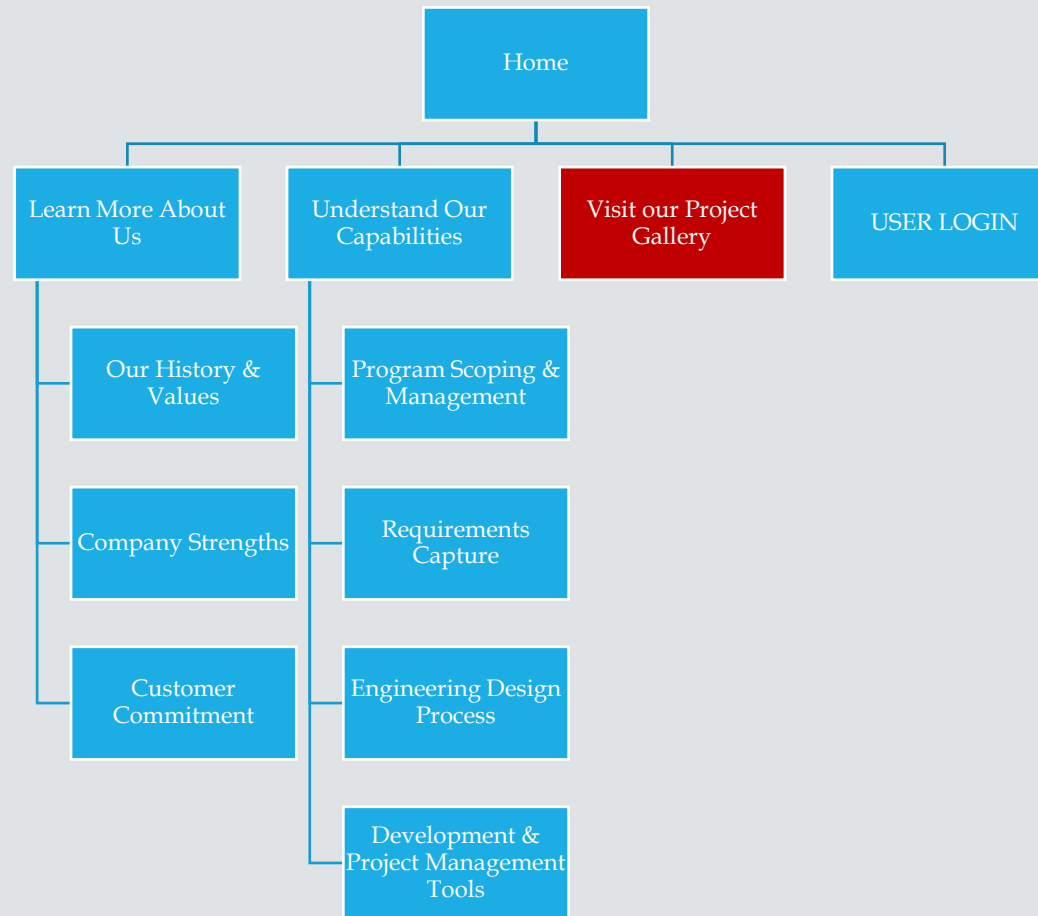 Home
Learn More About
Us
Understand Our
Capabilities
Visit our Project
Gallery
USER LOGIN
Our History &
Values
Company Strengths
Customer
Commitment
Program Scoping &
Management
Requirements
Capture
Engineering Design
Process
Development &
Project Management
Tools